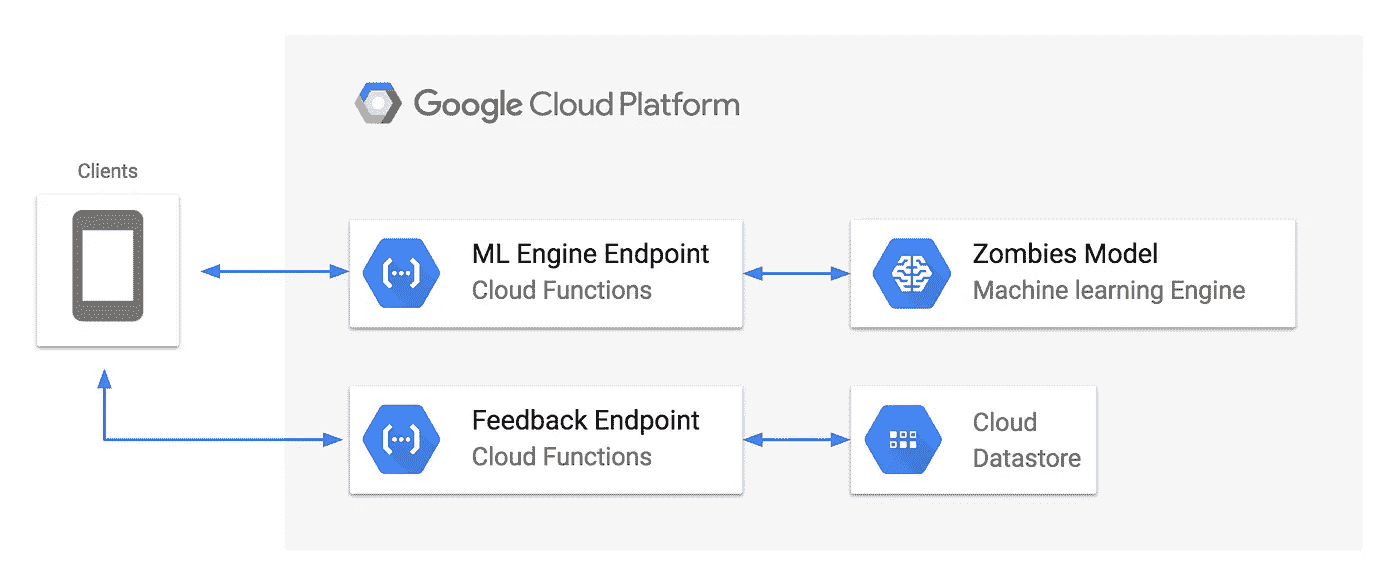 Google Cloud Platform
Clients
ML Engine Endpoint
Cloud Functions
Zombies Model
Machine learning Engine
Feedback Endpoint
Cloud Functions
Cloud
Datastore